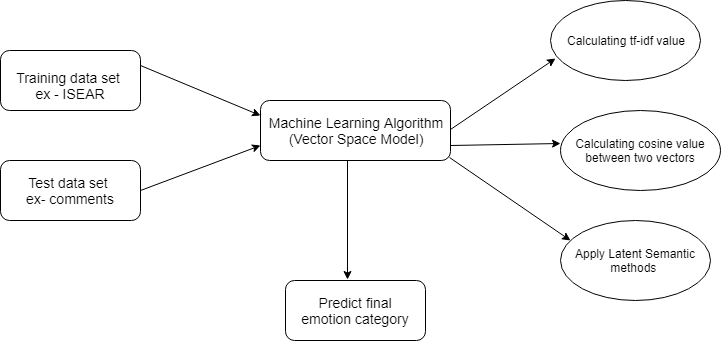 Training data set
ex - ISEAR
Test data set
ex- comments
Machine Learning Algorithm
(Vector Space Model)
Calculating tf-idf value
Calculating cosine value
between two vectors
Apply Latent Semantic
methods
Predict final
emotion category